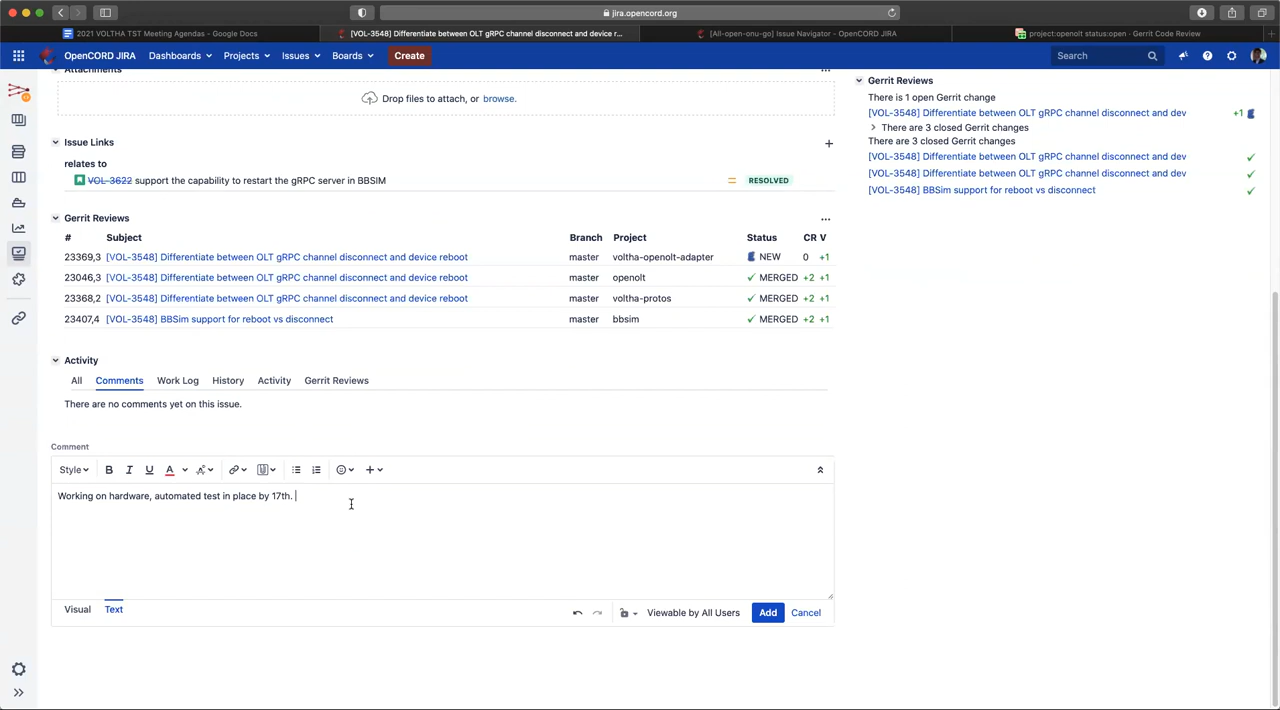 jira.opencord.org
2021 VOLTHA TST Meeting Agendas - Google Docs
[VOL-3548] Differentiate between OLT gRPC channel disconnect and device r...
[All-open-onu-go] Issue Navigator - OpenCORD JIRA
project:openolt status:open · Gerrit Code Review
OpenCORD JIRA
Dashboards
Projects
Issues
Boards
Create
Search
Attachments
Drop files to attach, or browse.
Issue Links
relates to
VOL-3622 support the capability to restart the gRPC server in BBSIM
RESOLVED
Gerrit Reviews
# Subject Branch Project Status CR V
23369,3 [VOL-3548] Differentiate between OLT gRPC channel disconnect and device reboot master voltha-openolt-adapter NEW 0 +1
23046,3 [VOL-3548] Differentiate between OLT gRPC channel disconnect and device reboot master openolt MERGED +2 +1
23368,2 [VOL-3548] Differentiate between OLT gRPC channel disconnect and device reboot master voltha-protos MERGED +2 +1
23407,4 [VOL-3548] BBSim support for reboot vs disconnect master bbsim MERGED +2 +1
Activity
All Comments Work Log History Activity Gerrit Reviews
There are no comments yet on this issue.
Comment
Style B I U A
Working on hardware, automated test in place by 17th.
Visual Text
Viewable by All Users Add Cancel
Gerrit Reviews
There is 1 open Gerrit change
[VOL-3548] Differentiate between OLT gRPC channel disconnect and dev +1
There are 3 closed Gerrit changes
There are 3 closed Gerrit changes
[VOL-3548] Differentiate between OLT gRPC channel disconnect and dev
[VOL-3548] Differentiate between OLT gRPC channel disconnect and dev
[VOL-3548] BBSim support for reboot vs disconnect